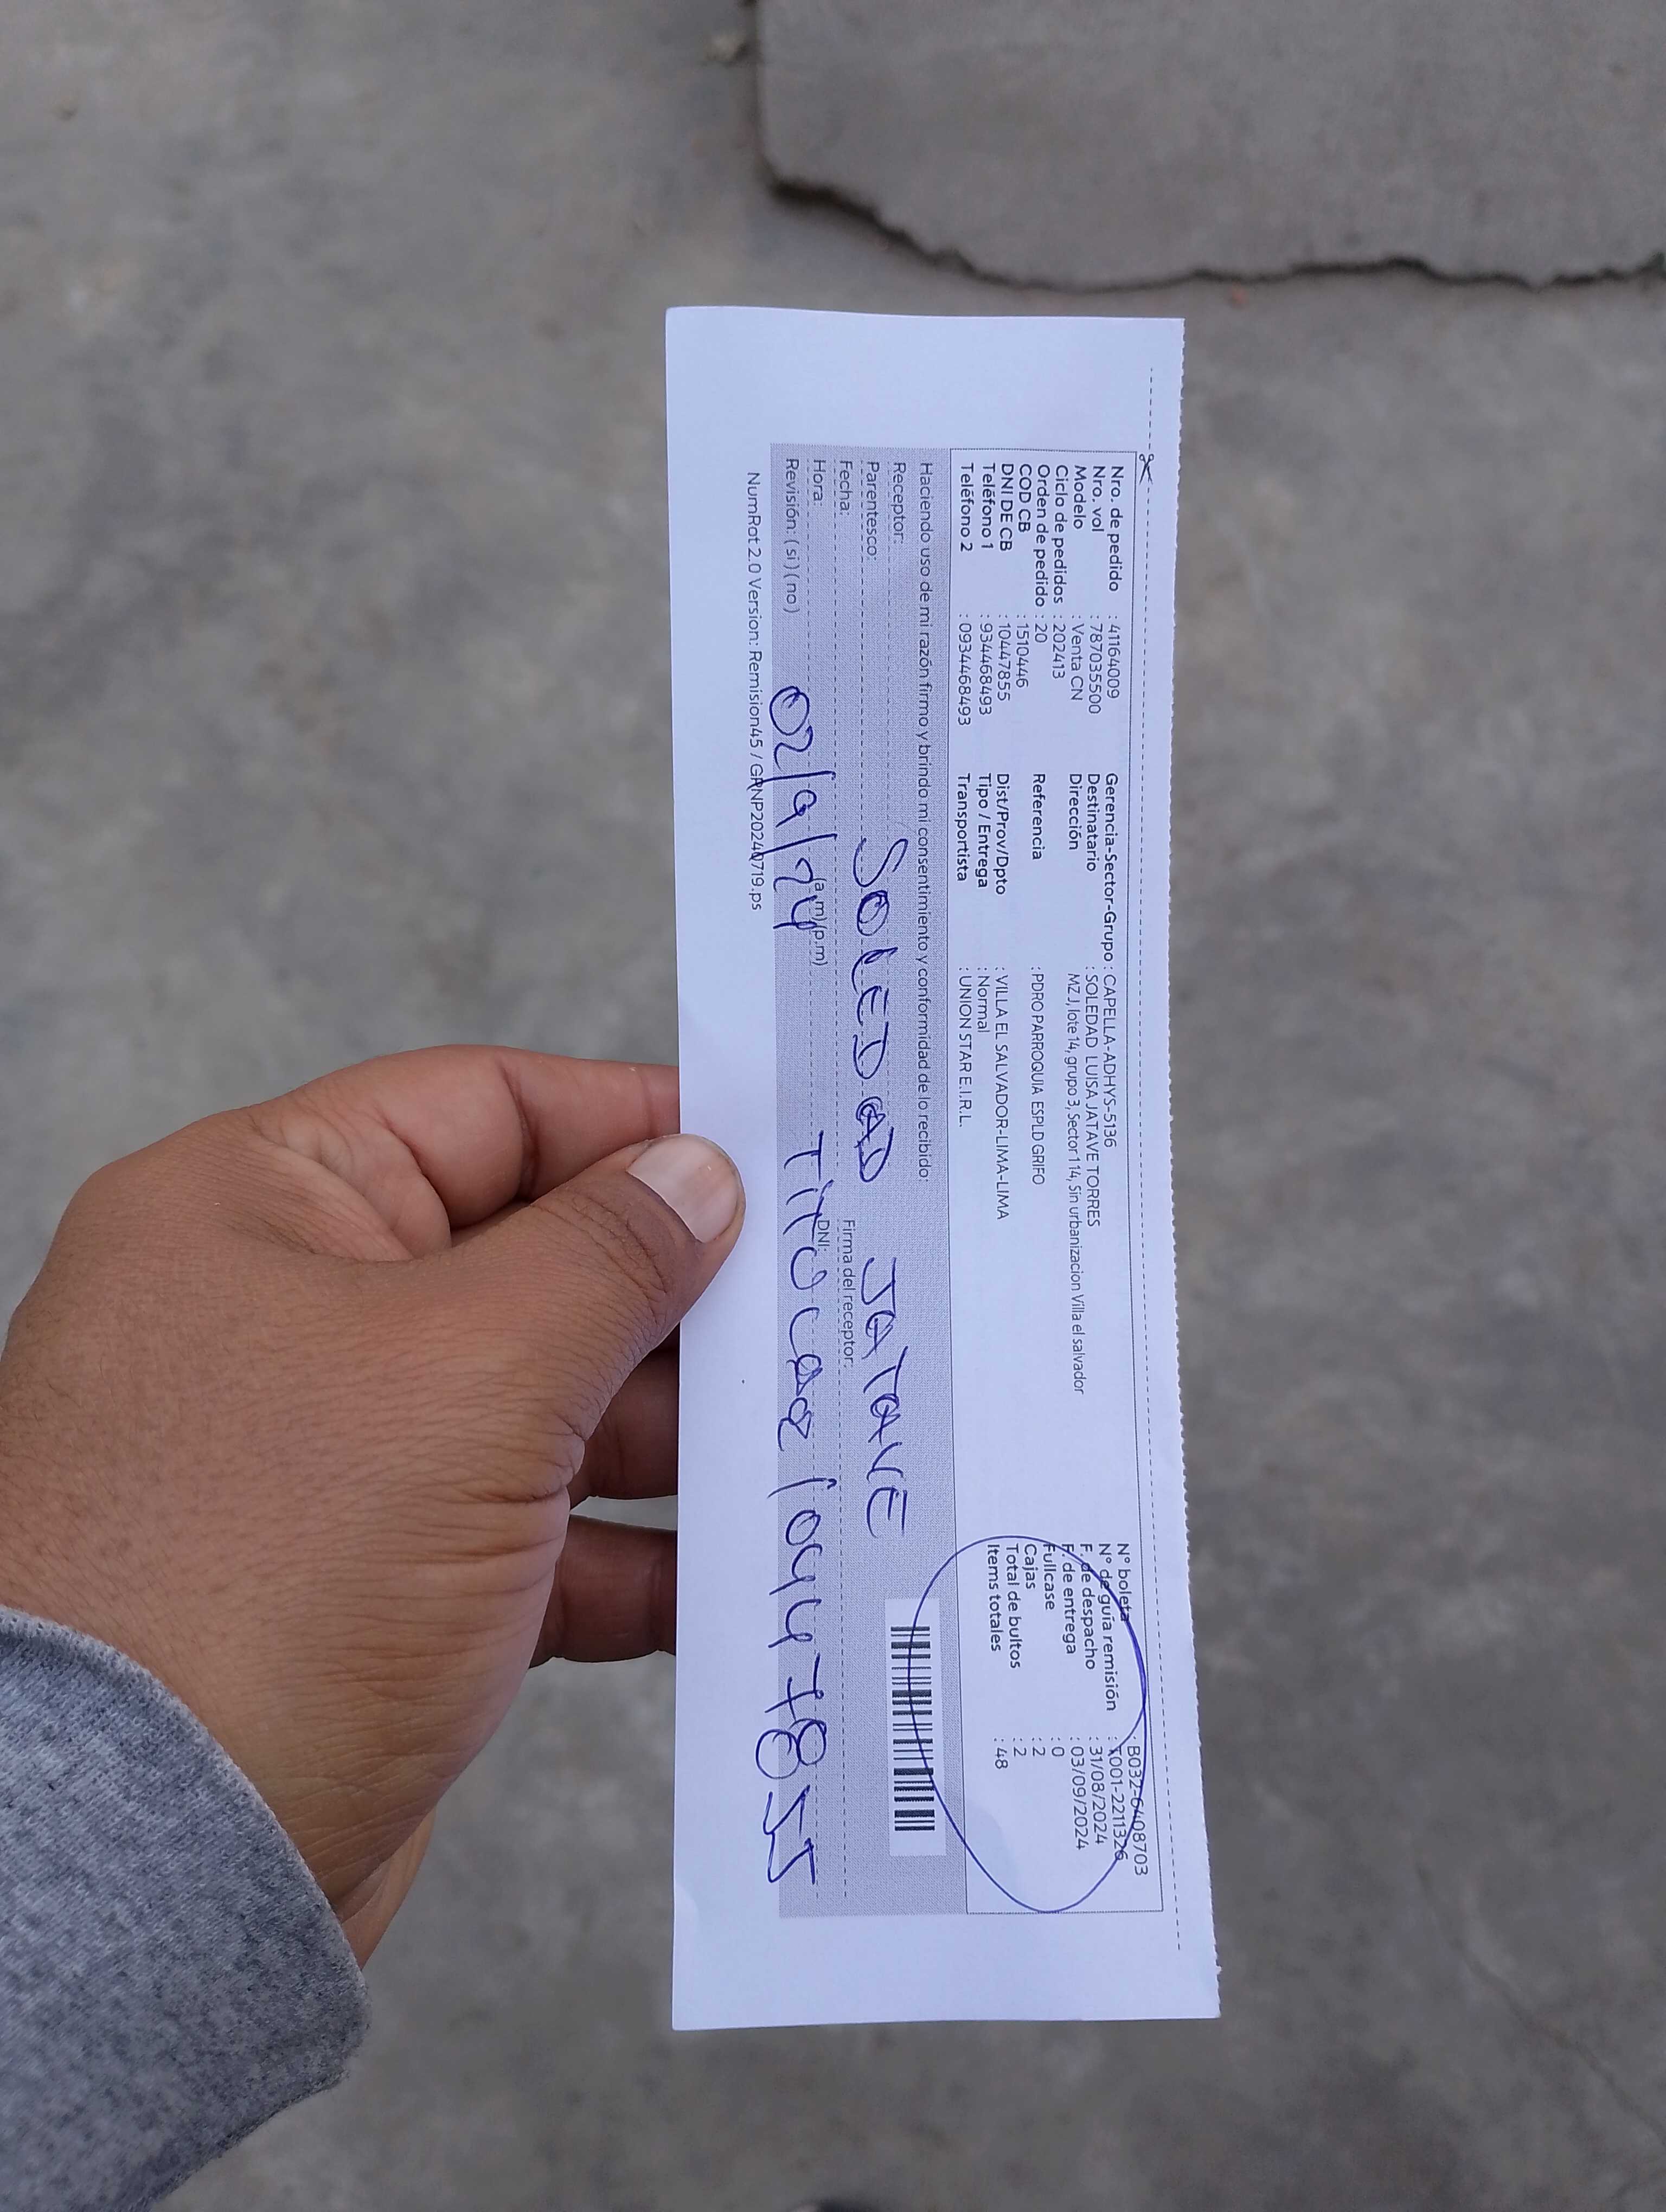 Nro. de pedido : 41164009
Nro. vol : 787035500
Modelo : Venta CN
Ciclo de pedidos : 202413
Orden de pedido : 20
COD CB : 1510446
DNI DE CB : 10447855
Teléfono 1 : 934468493
Teléfono 2 : 0934468493
Gerencia-Sector-Grupo : CAPELLA-ADHYS-5136
Destinatario : SOLEDAD LUISA JATAVE TORRES
Dirección MZ J, lote 14, grupo 3, Sector 1 14, Sin urbanizacion Villa el salvador
Referencia : PDRO PARROQUIA ESPLD GRIFO
Dist/Prov/Dpto : VILLA EL SALVADOR-LIMA-LIMA
Tipo / Entrega : Normal
Transportista : UNION STAR E.I.R.L.
N° boleta : B032-6408703
N° de guía remisión : T001-2211326
F. de despacho : 31/08/2024
F. de entrega : 03/09/2024
Fullcase : 0
Cajas : 2
Total de bultos : 2
Items totales : 48
Haciendo uso de mi razón firmo y brindo mi consentimiento y conformidad de lo recibido:
Receptor:
Parentesco: SOLEDAD JATAVE
Fecha:
Firma del receptor:
Hora: (a.m)(p.m)
DNI:
Revisión: ( si ) ( no ) 02/9/24 TITUCAR 10447855
NumRot 2.0 Version: Remision45 / GRNP20240719.ps